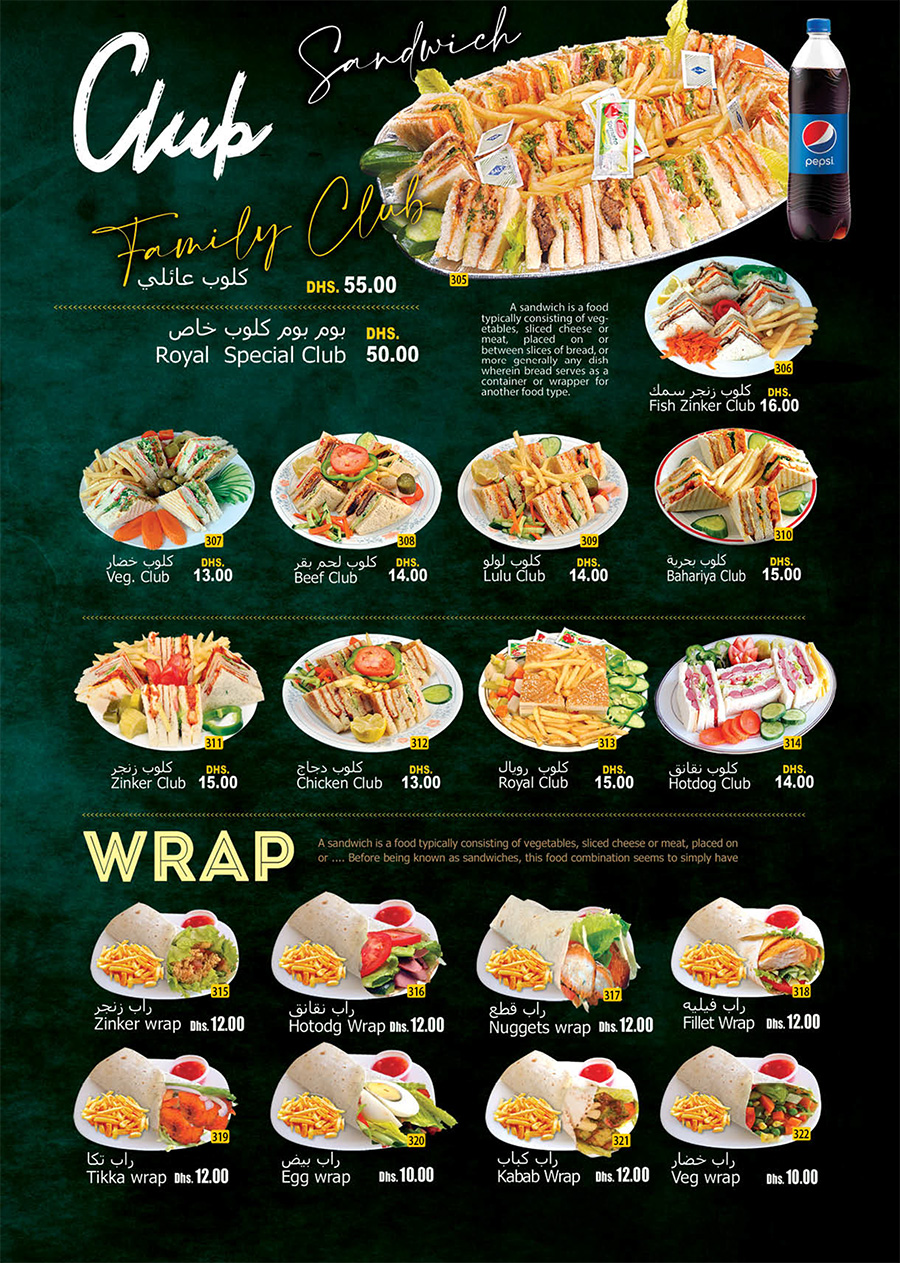 Club
Sandwich
pepsi
Family Club
كلوب عائلي
DHS. 55.00
305
بوم بوم كلوب خاص
Royal Special Club
DHS.
50.00
A sandwich is a food
typically consisting of veg-
etables, sliced cheese or
meat, placed on or
between slices of bread, or
more generally any dish
wherein bread serves as a
container or wrapper for
another food type.
306
كلوب زنجر سمك DHS.
Fish Zinker Club 16.00
307
كلوب خضار DHS.
Veg. Club 13.00
308
كلوب لحم بقر DHS.
Beef Club 14.00
309
كلوب لولو DHS.
Lulu Club 14.00
310
كلوب بحرية DHS.
Bahariya Club 15.00
311
كلوب زنجر DHS.
Zinker Club 15.00
312
كلوب دجاج DHS.
Chicken Club 13.00
313
كلوب رويال DHS.
Royal Club 15.00
314
كلوب نقانق DHS.
Hotdog Club 14.00
WRAP
A sandwich is a food typically consisting of vegetables, sliced cheese or meat, placed on
or .... Before being known as sandwiches, this food combination seems to simply have
315
راب زنجر
Zinker wrap Dhs. 12.00
316
راب نقانق
Hotodg Wrap Dhs. 12.00
317
راب قطع
Nuggets wrap Dhs. 12.00
318
راب فيليه
Fillet Wrap Dhs. 12.00
319
راب تكا
Tikka wrap Dhs. 12.00
320
راب بيض
Egg wrap Dhs. 10.00
321
راب كباب
Kabab Wrap Dhs. 12.00
322
راب خضار
Veg wrap Dhs. 10.00